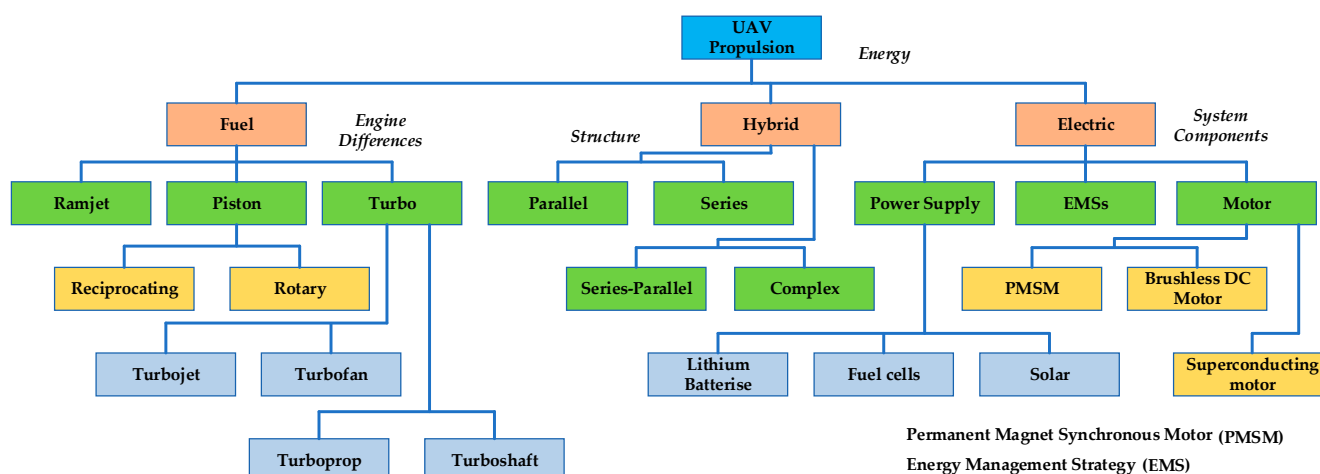 UAV
Propulsion
Energy
Fuel
Engine
Differences
Structure
Hybrid
Electric
System
Components
Ramjet
Piston
Turbo
Parallel
Series
Power Supply
EMSs
Motor
Reciprocating
Rotary
Series-Parallel
Complex
PMSM
Brushless DC
Motor
Turbojet
Turbofan
Lithium
Batterise
Fuel cells
Solar
Superconducting
motor
Turboprop
Turboshaft
Permanent Magnet Synchronous Motor (PMSM)
Energy Management Strategy (EMS)